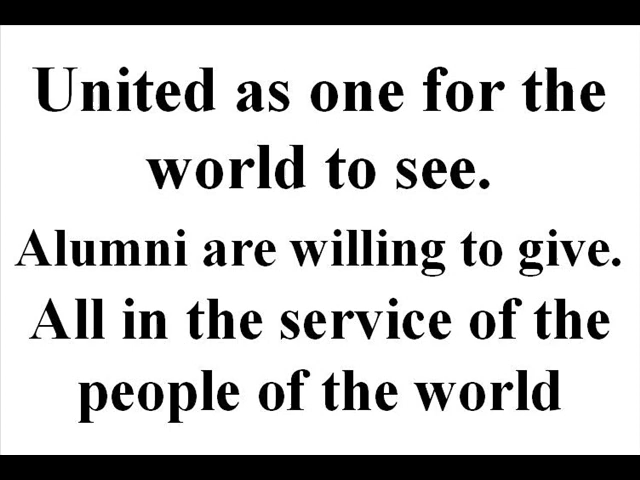 United as one for the
world to see.
Alumni are willing to give.
All in the service of the
people of the world